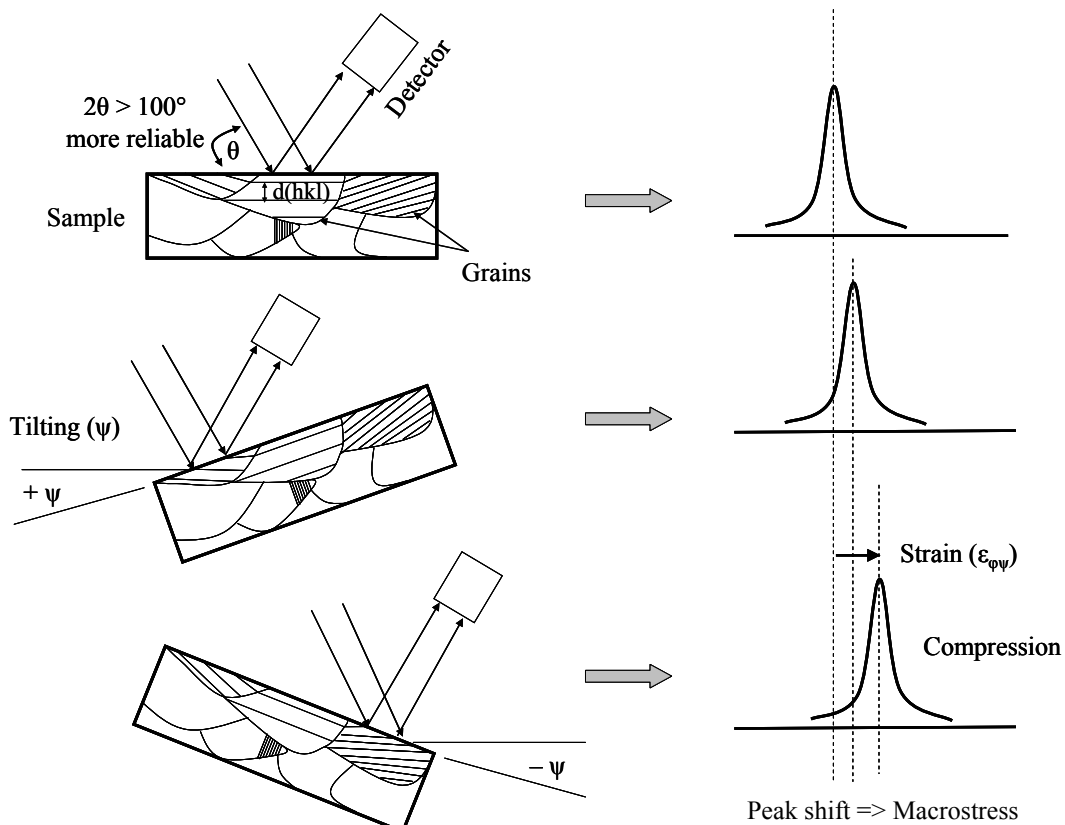 2θ > 100°
more reliable
θ
Detector
d(hkl)
Sample
Grains
Tilting (ψ)
+ ψ
Strain (εφψ)
Compression
– ψ
Peak shift => Macrostress